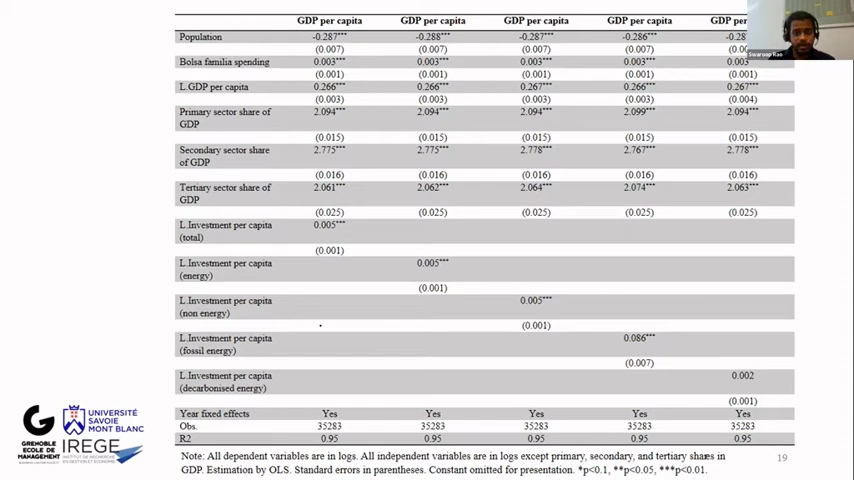 GDP per capita GDP per capita GDP per capita GDP per capita GDP per
Population -0.287*** -0.288*** -0.287*** -0.286*** -0.287
(0.007) (0.007) (0.007) (0.007)
Swaroop Rao
Bolsa familia spending 0.003*** 0.003*** 0.003*** 0.003*** 0.003
(0.001) (0.001) (0.001) (0.001) (0.001)
L.GDP per capita 0.266*** 0.266*** 0.267*** 0.266*** 0.267***
(0.003) (0.003) (0.003) (0.003) (0.004)
Primary sector share of 2.094*** 2.094*** 2.094*** 2.099*** 2.094***
GDP
(0.015) (0.015) (0.015) (0.015) (0.015)
Secondary sector share 2.775*** 2.775*** 2.778*** 2.767*** 2.778***
of GDP
(0.016) (0.016) (0.016) (0.016) (0.016)
Tertiary sector share of 2.061*** 2.062*** 2.064*** 2.074*** 2.063***
GDP
(0.025) (0.025) (0.025) (0.025) (0.025)
L.Investment per capita 0.005***
(total)
(0.001)
L.Investment per capita 0.005***
(energy)
(0.001)
L.Investment per capita 0.005***
(non energy)
(0.001)
L.Investment per capita 0.086***
(fossil energy)
(0.007)
L.Investment per capita 0.002
(decarbonised energy)
(0.001)
Year fixed effects Yes Yes Yes Yes Yes
Obs. 35283 35283 35283 35283 35283
R2 0.95 0.95 0.95 0.95 0.95
Note: All dependent variables are in logs. All independent variables are in logs except primary, secondary, and tertiary shares in
GDP. Estimation by OLS. Standard errors in parentheses. Constant omitted for presentation. *p<0.1, **p<0.05, ***p<0.01.
19
GRENOBLE
ECOLE DE
MANAGEMENT
UNIVERSITÉ
SAVOIE
MONT BLANC
IREGE